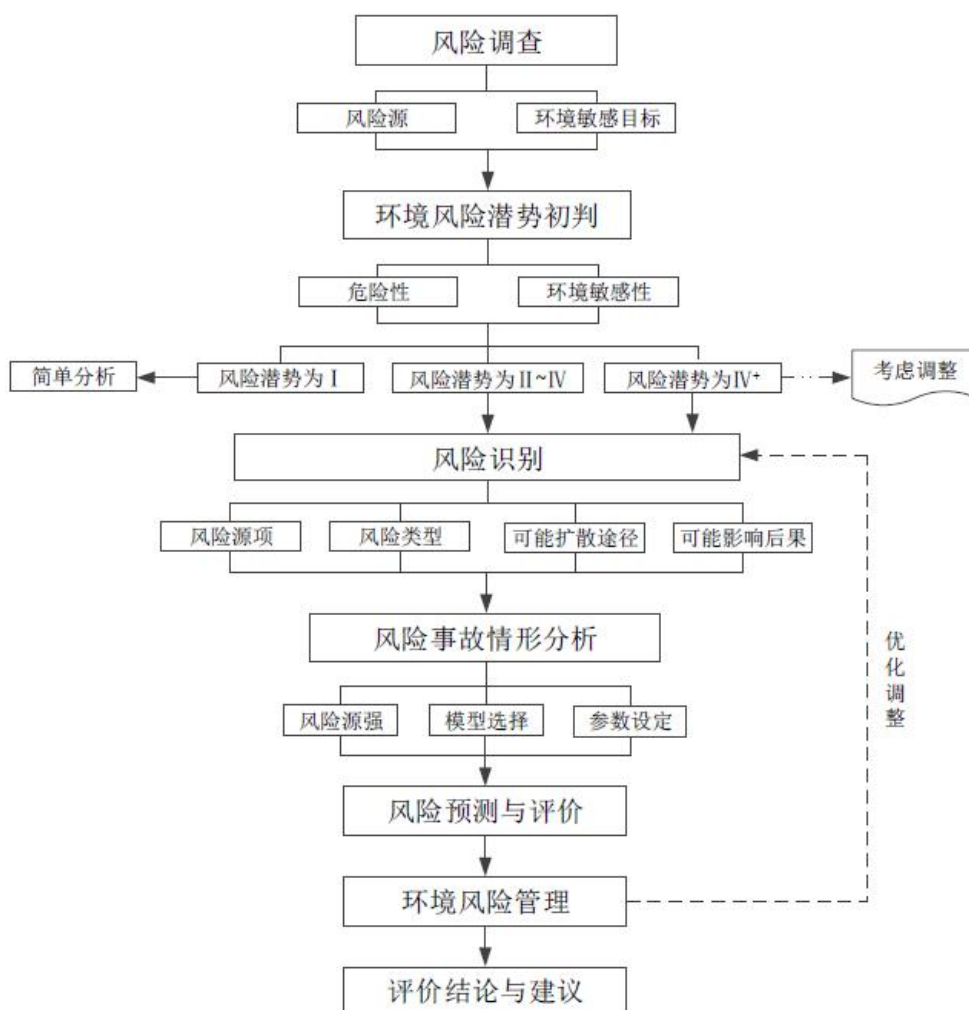 风险调查
风险源
环境敏感目标
环境风险潜势初判
危险性
环境敏感性
简单分析
风险潜势为Ⅰ
风险潜势为Ⅱ~Ⅳ
风险潜势为Ⅳ⁺
考虑调整
风险识别
风险源项
风险类型
可能扩散途径
可能影响后果
风险事故情形分析
优化调整
风险源强
模型选择
参数设定
风险预测与评价
环境风险管理
评价结论与建议